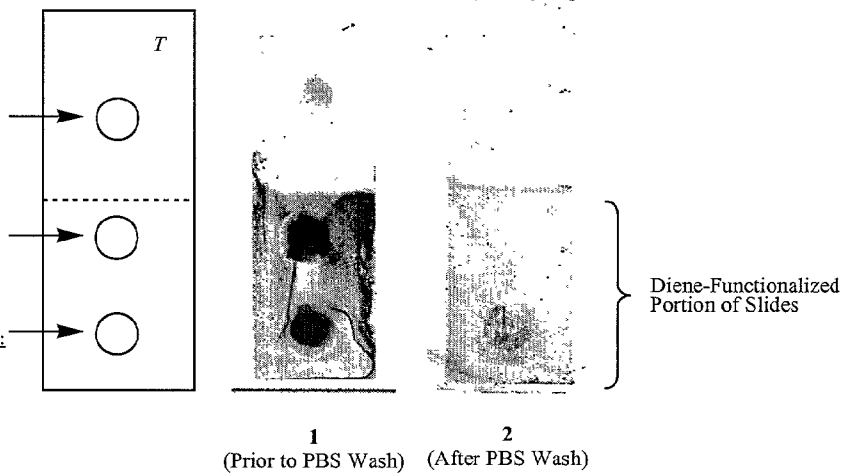 T
:
Diene-Functionalized
Portion of Slides
1
2
(Prior to PBS Wash)
(After PBS Wash)